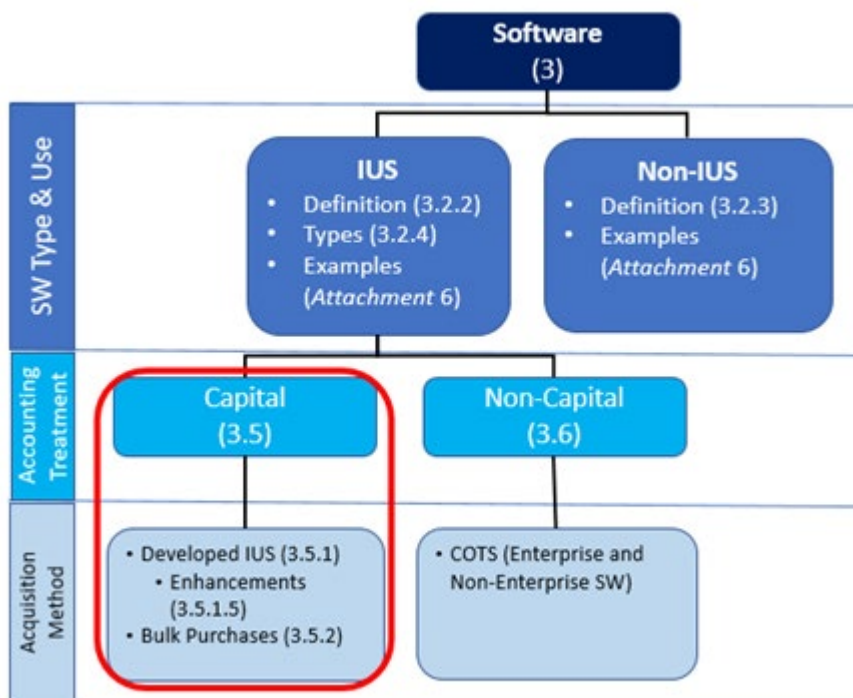 Software
(3)
SW Type & Use
IUS
• Definition (3.2.2)
• Types (3.2.4)
• Examples
(Attachment 6)
Non-IUS
• Definition (3.2.3)
• Examples
(Attachment 6)
Accounting
Treatment
Capital
(3.5)
Non-Capital
(3.6)
Acquisition
Method
• Developed IUS (3.5.1)
• Enhancements
(3.5.1.5)
• Bulk Purchases (3.5.2)
• COTS (Enterprise and
Non-Enterprise SW)